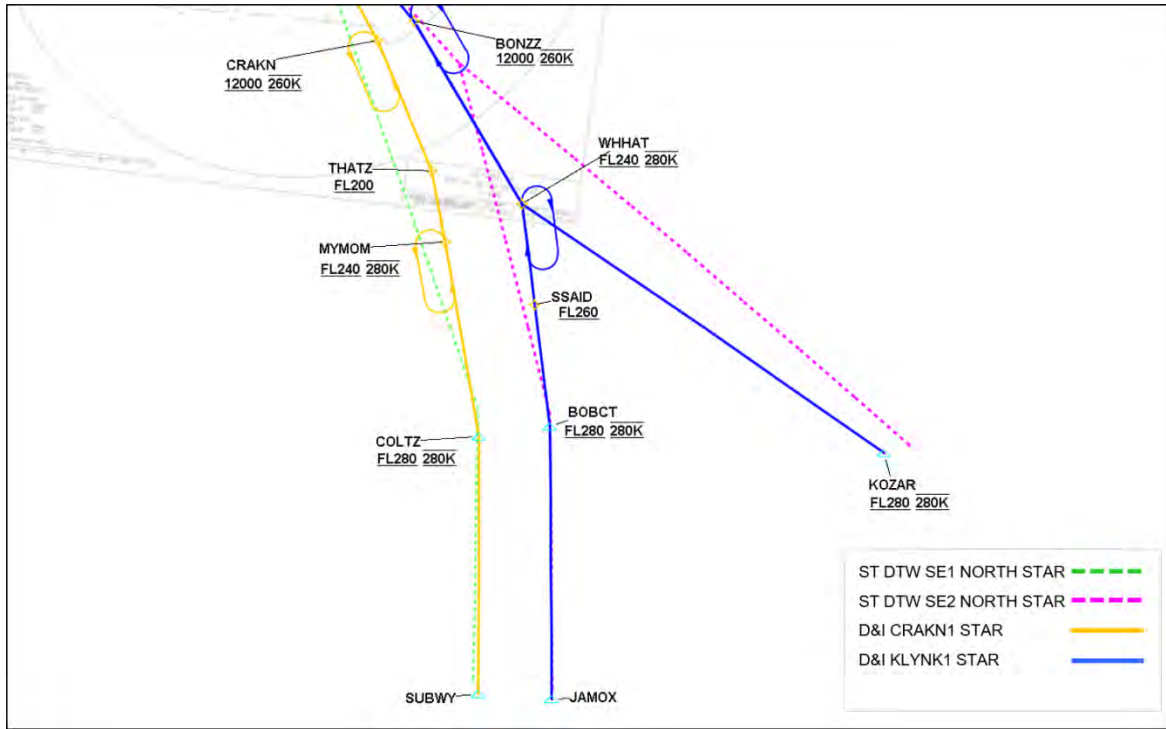 BONZZ
12000 260K
CRAKN
12000 260K
WHHAT
FL240 280K
THATZ
FL200
MYMOM
FL240 280K
SSAID
FL260
BOBCT
FL280 280K
COLTZ
FL280 280K
KOZAR
FL280 280K
ST DTW SE1 NORTH STAR
ST DTW SE2 NORTH STAR
D&I CRAKN1 STAR
D&I KLYNK1 STAR
SUBWY
JAMOX